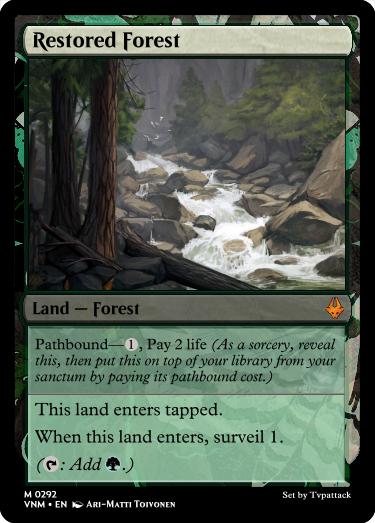 Restored Forest
Land — Forest
Pathbound—1, Pay 2 life (As a sorcery, reveal
this, then put this on top of your library from your
sanctum by paying its pathbound cost.)
This land enters tapped.
When this land enters, surveil 1.
(: Add .)
M 0292
VNM • EN Ari-Matti Toivonen
Set by Tvpattack